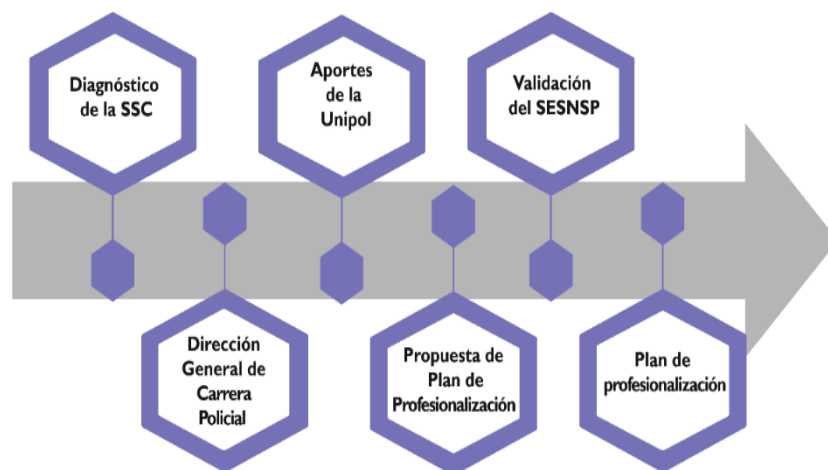 Diagnóstico
de la SSC
Dirección
General de
Carrera
Policial
Aportes
de la
Unipol
Propuesta de
Plan de
Profesionalización
Validación
del SESNSP
Plan de
profesionalización